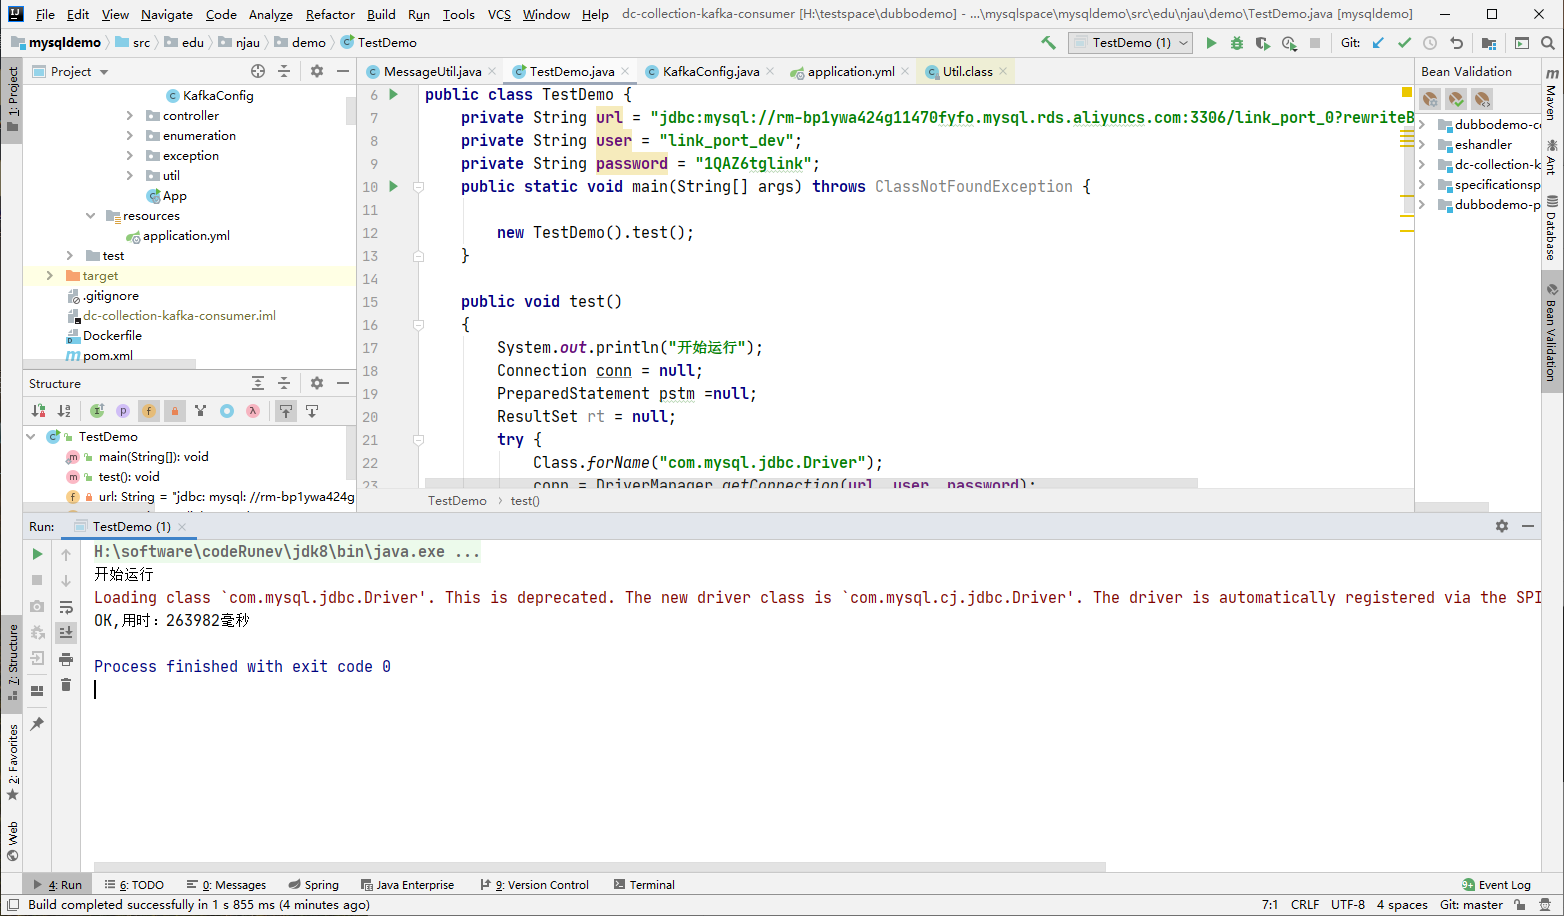 File Edit View Navigate Code Analyze Refactor Build Run Tools VCS Window Help dc-collection-kafka-consumer [H:\testspace\dubbodemo] - ...\mysqlspace\mysqldemo\src\edu\njau\demo\TestDemo.java [mysqldemo]
mysqldemo src edu njau demo TestDemo TestDemo (1) Git:
Project
MessageUtil.java TestDemo.java KafkaConfig.java application.yml Util.class
Bean Validation
1: Project
KafkaConfig
controller
enumeration
exception
util
App
resources
application.yml
test
target
.gitignore
dc-collection-kafka-consumer.iml
Dockerfile
pom.xml
6 public class TestDemo {
7 private String url = "jdbc:mysql://rm-bp1ywa424g11470fyfo.mysql.rds.aliyuncs.com:3306/link_port_0?rewriteB
8 private String user = "link_port_dev";
9 private String password = "1QAZ6tglink";
10 public static void main(String[] args) throws ClassNotFoundException {
11
12 new TestDemo().test();
13 }
14
15 public void test()
16 {
17 System.out.println("开始运行");
18 Connection conn = null;
19 PreparedStatement pstm =null;
20 ResultSet rt = null;
21 try {
22 Class.forName("com.mysql.jdbc.Driver");
23 conn = DriverManager.getConnection(url, user, password);
TestDemo test()
dubbodemo-c
eshandler
dc-collection-k
specificationsp
dubbodemo-p
Maven
Ant
Database
Bean Validation
Structure
TestDemo
main(String[]): void
test(): void
url: String = "jdbc: mysql: //rm-bp1ywa424g
7: Structure
2: Favorites
Web
Run: TestDemo (1)
H:\software\codeRunev\jdk8\bin\java.exe ...
开始运行
Loading class `com.mysql.jdbc.Driver'. This is deprecated. The new driver class is `com.mysql.cj.jdbc.Driver'. The driver is automatically registered via the SPI
OK,用时：263982毫秒
Process finished with exit code 0
4: Run 6: TODO 0: Messages Spring Java Enterprise 9: Version Control Terminal 9+ Event Log
Build completed successfully in 1 s 855 ms (4 minutes ago) 7:1 CRLF UTF-8 4 spaces Git: master